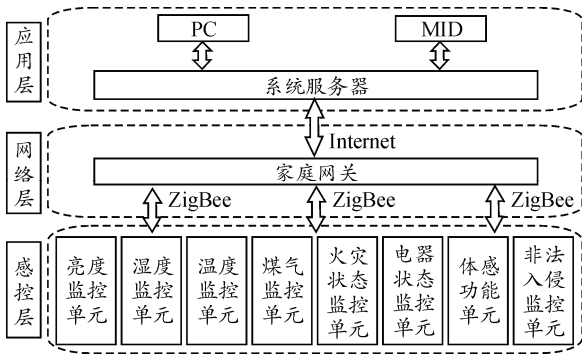 应用层
PC
MID
系统服务器
Internet
网络层
家庭网关
ZigBee
ZigBee
ZigBee
感控层
亮度
监控
单元
湿度
监控
单元
温度
监控
单元
煤气
监控
单元
火灾
状态
监控
单元
电器
状态
监控
单元
体感
功能
单元
非法
入侵
监控
单元